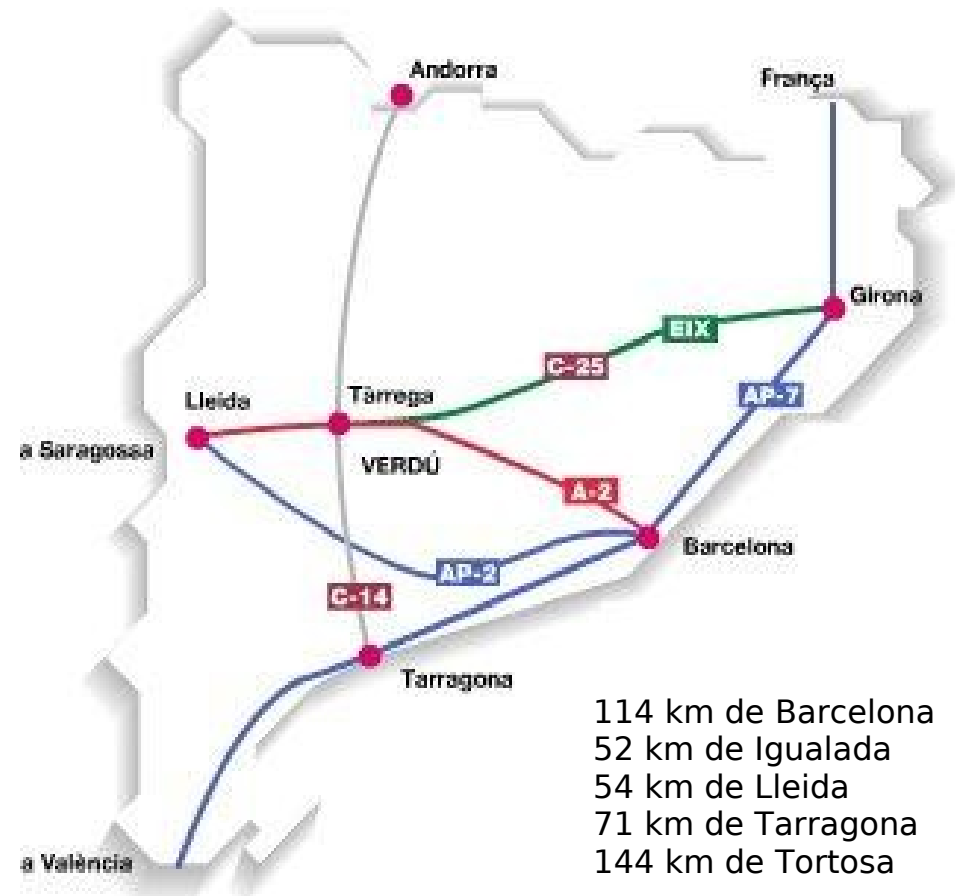 Andorra
França
Girona
EIX
C-25
AP-7
Lleida
Tàrrega
a Saragossa
VERDÚ
A-2
Barcelona
AP-2
C-14
Tarragona
114 km de Barcelona
52 km de Igualada
54 km de Lleida
71 km de Tarragona
144 km de Tortosa
a València